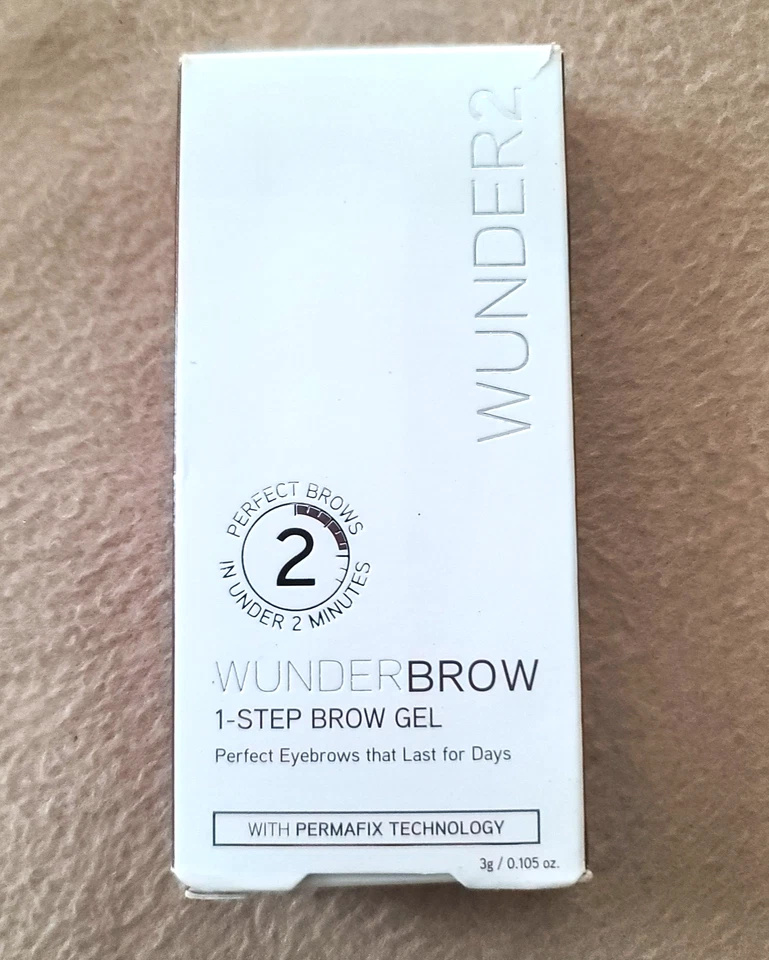 WUNDER2
PERFECT BROWS
2
IN UNDER 2 MINUTES
WUNDERBROW
1-STEP BROW GEL
Perfect Eyebrows that Last for Days
WITH PERMAFIX TECHNOLOGY
3g / 0.105 oz.